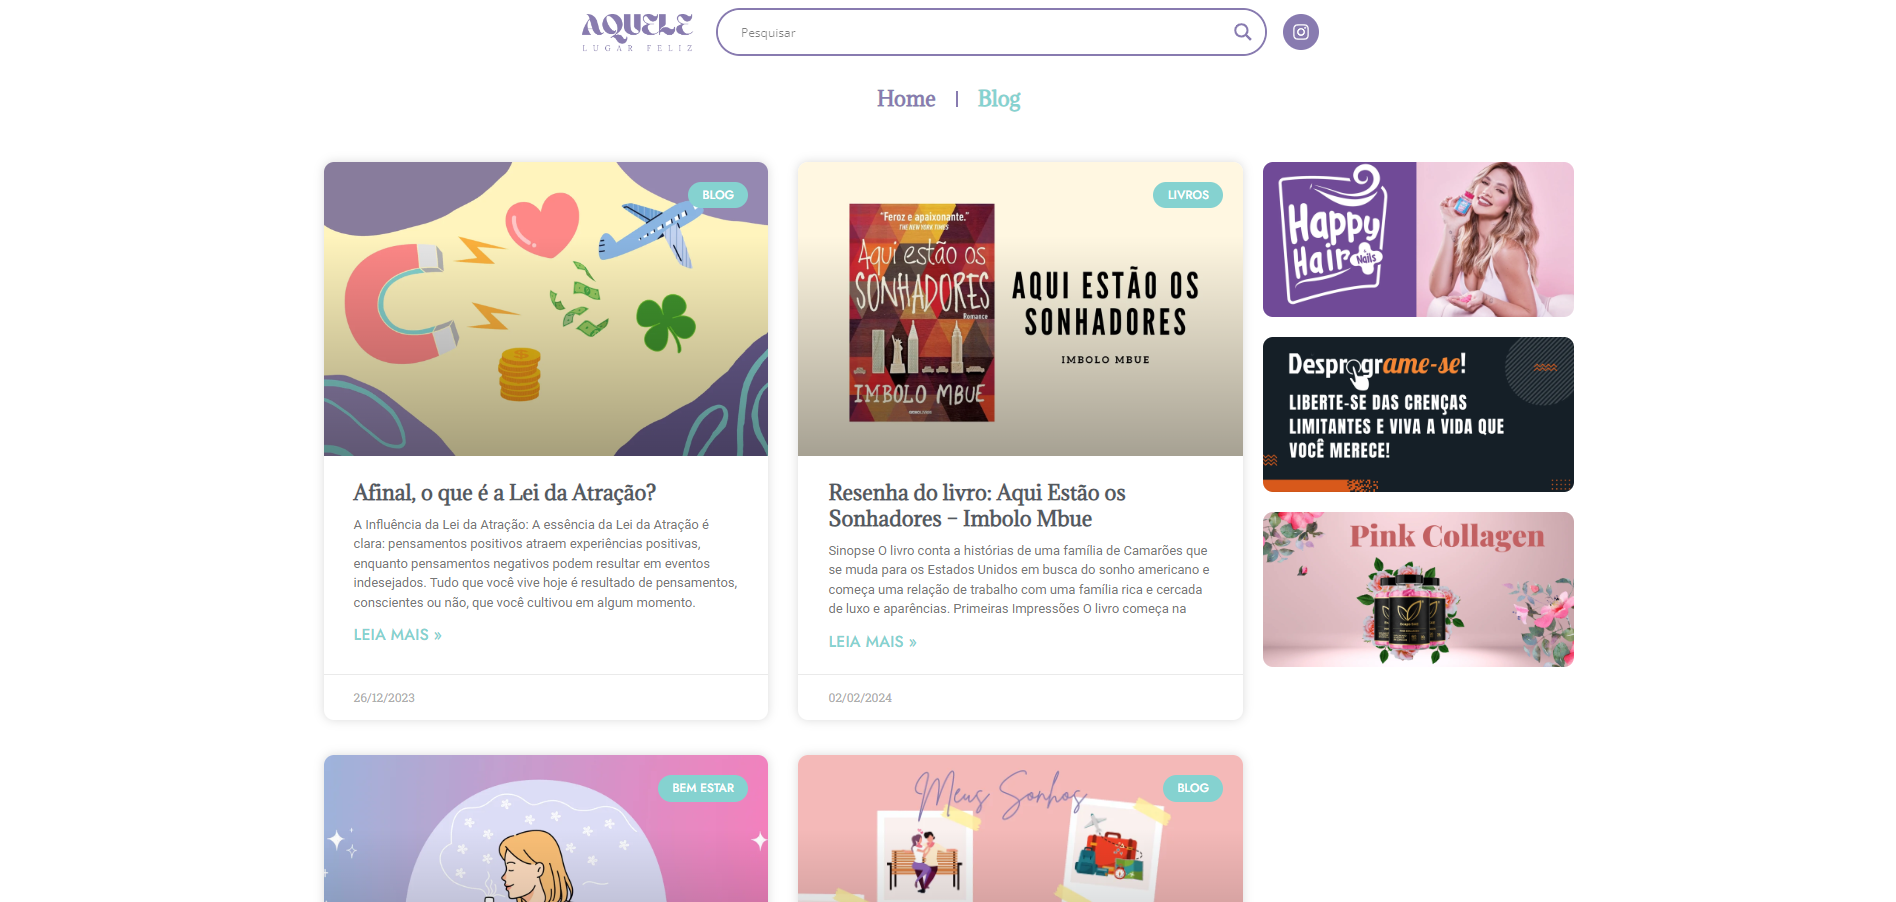 AQUELE
LUGAR FELIZ
Pesquisar
Home
Blog
BLOG
Afinal, o que é a Lei da Atração?
A Influência da Lei da Atração: A essência da Lei da Atração é
clara: pensamentos positivos atraem experiências positivas,
enquanto pensamentos negativos podem resultar em eventos
indesejados. Tudo que você vive hoje é resultado de pensamentos,
conscientes ou não, que você cultivou em algum momento.
LEIA MAIS »
26/12/2023
LIVROS
"Feroz e apaixonante."
THE NEW YORK TIMES
Aqui estão os
SONHADORES
Romance
IMBOLO MBUE
AQUI ESTÃO OS
SONHADORES
IMBOLO MBUE
Resenha do livro: Aqui Estão os
Sonhadores – Imbolo Mbue
Sinopse O livro conta a histórias de uma família de Camarões que
se muda para os Estados Unidos em busca do sonho americano e
começa uma relação de trabalho com uma família rica e cercada
de luxo e aparências. Primeiras Impressões O livro começa na
LEIA MAIS »
02/02/2024
Happy
Hair
Nails
Desprograme-se!
LIBERTE-SE DAS CRENÇAS
LIMITANTES E VIVA A VIDA QUE
VOCÊ MERECE!
Pink Collagen
BEM ESTAR
BLOG
Meus Sonhos